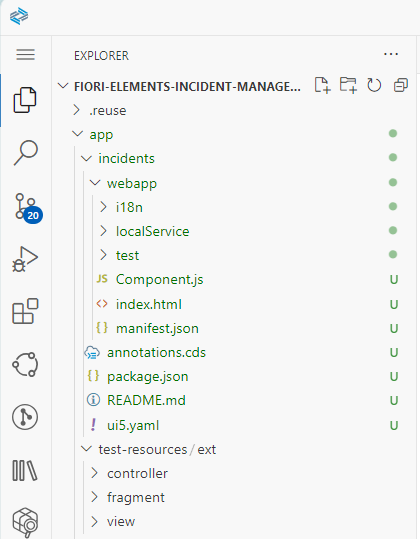 EXPLORER
FIORI-ELEMENTS-INCIDENT-MANAGE...
.reuse
app
incidents
webapp
i18n
localService
test
JS Component.js U
<> index.html U
{} manifest.json U
annotations.cds U
{} package.json U
README.md U
! ui5.yaml U
test-resources / ext
controller
fragment
view
20